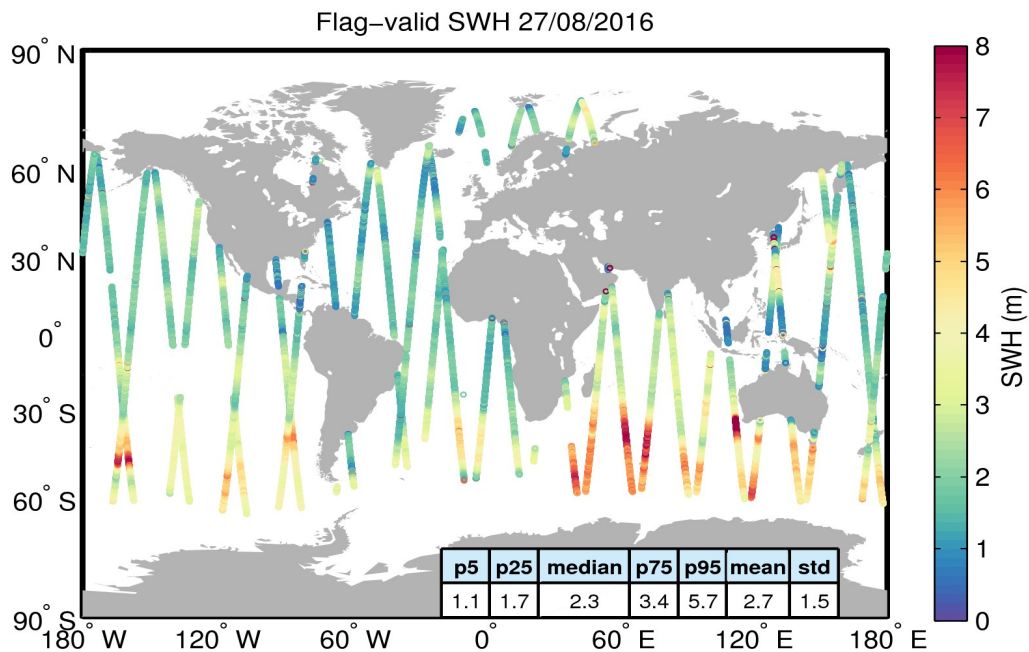 Flag−valid SWH 27/08/2016
90° N
60° N
30° N
0°
30° S
60° S
90° S
180° W
120° W
60° W
0°
60° E
120° E
180° E
p5 p25 median p75 p95 mean std
1.1 1.7 2.3 3.4 5.7 2.7 1.5
8
7
6
5
4
3
2
1
0
SWH (m)